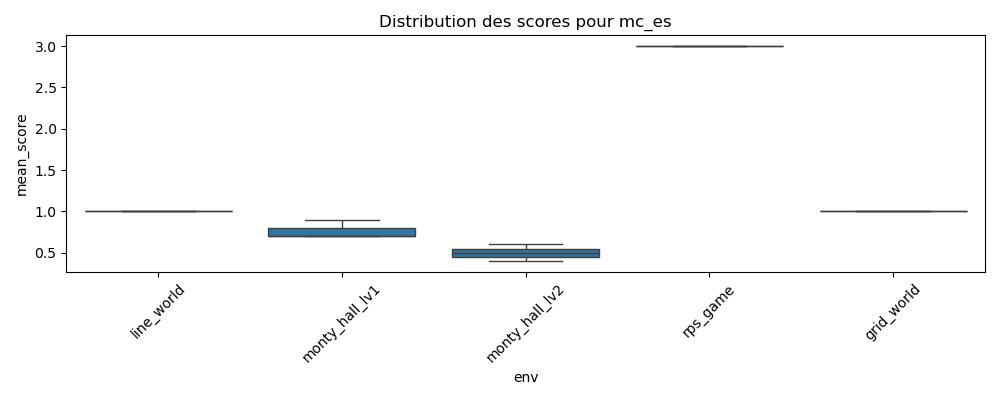 Distribution des scores pour mc_es
mean_score
3.0
2.5
2.0
1.5
1.0
0.5
line_world
monty_hall_lv1
monty_hall_lv2
rps_game
grid_world
env